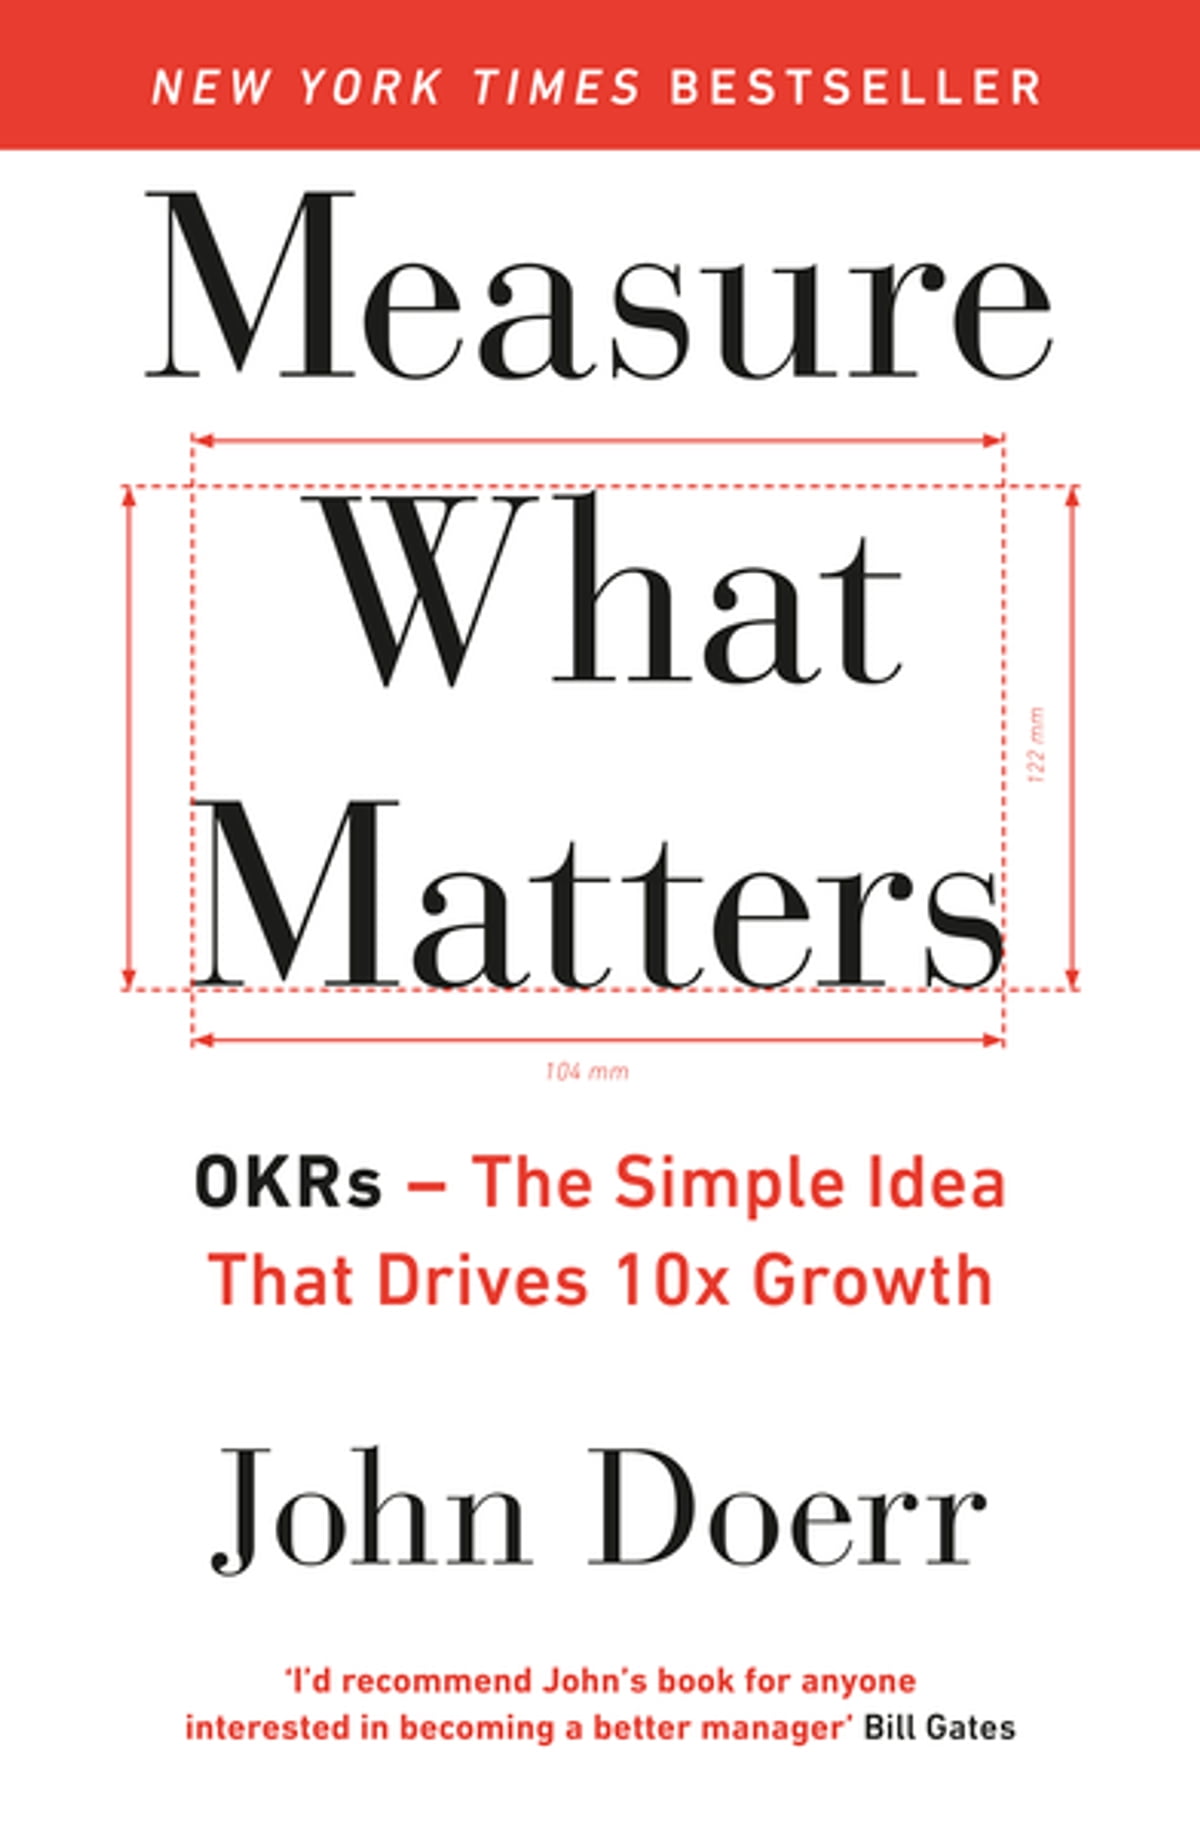 NEW YORK TIMES BESTSELLER
Measure
What
Matters
122 mm
104 mm
OKRs – The Simple Idea
That Drives 10x Growth
John Doerr
‘I’d recommend John’s book for anyone
interested in becoming a better manager’ Bill Gates